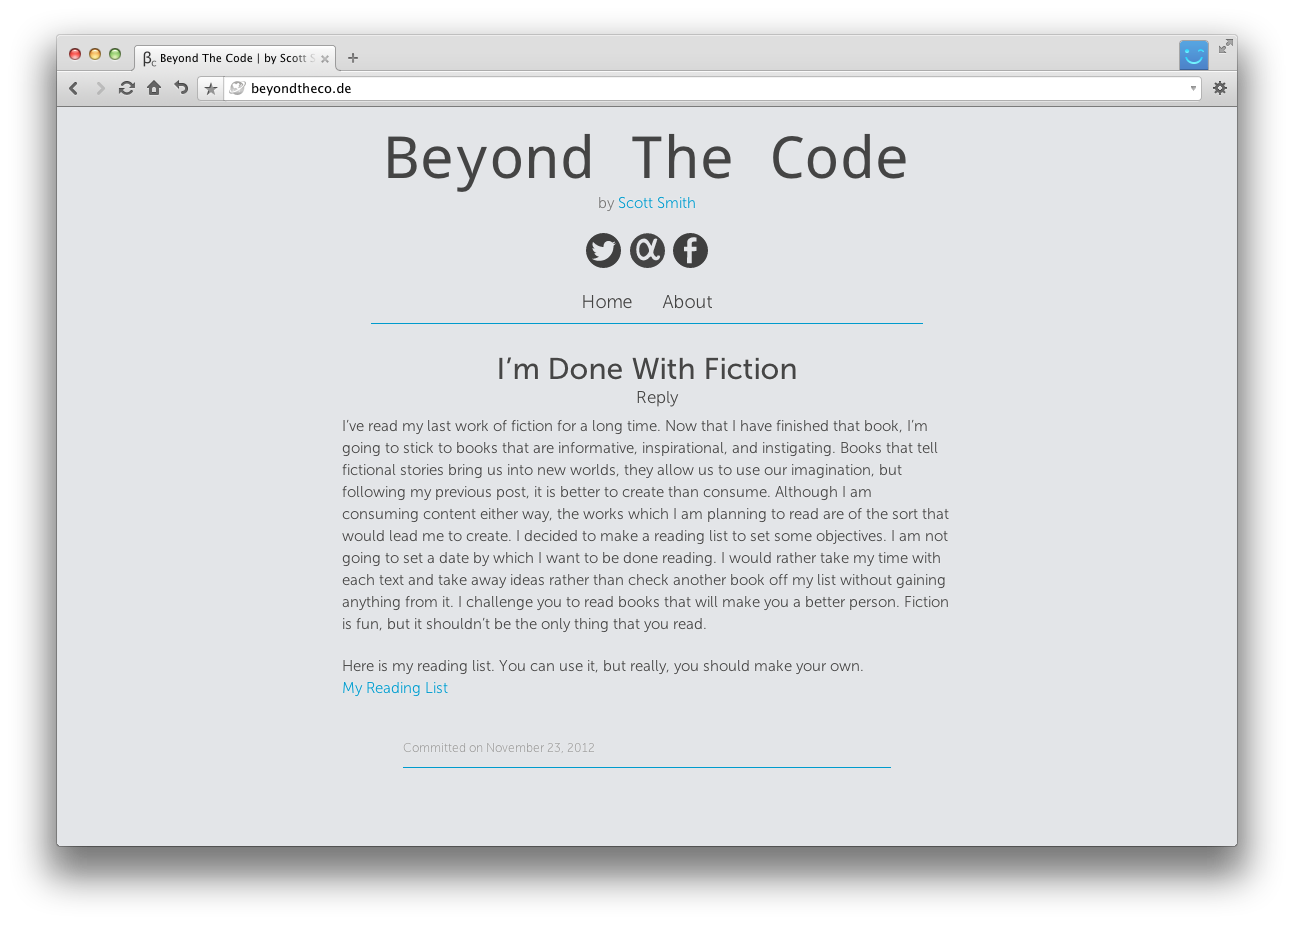 βc Beyond The Code | by Scott S
beyondtheco.de
Beyond The Code
by Scott Smith
Home About
I’m Done With Fiction
Reply
I’ve read my last work of fiction for a long time. Now that I have finished that book, I’m
going to stick to books that are informative, inspirational, and instigating. Books that tell
fictional stories bring us into new worlds, they allow us to use our imagination, but
following my previous post, it is better to create than consume. Although I am
consuming content either way, the works which I am planning to read are of the sort that
would lead me to create. I decided to make a reading list to set some objectives. I am not
going to set a date by which I want to be done reading. I would rather take my time with
each text and take away ideas rather than check another book off my list without gaining
anything from it. I challenge you to read books that will make you a better person. Fiction
is fun, but it shouldn’t be the only thing that you read.
Here is my reading list. You can use it, but really, you should make your own.
My Reading List
Committed on November 23, 2012